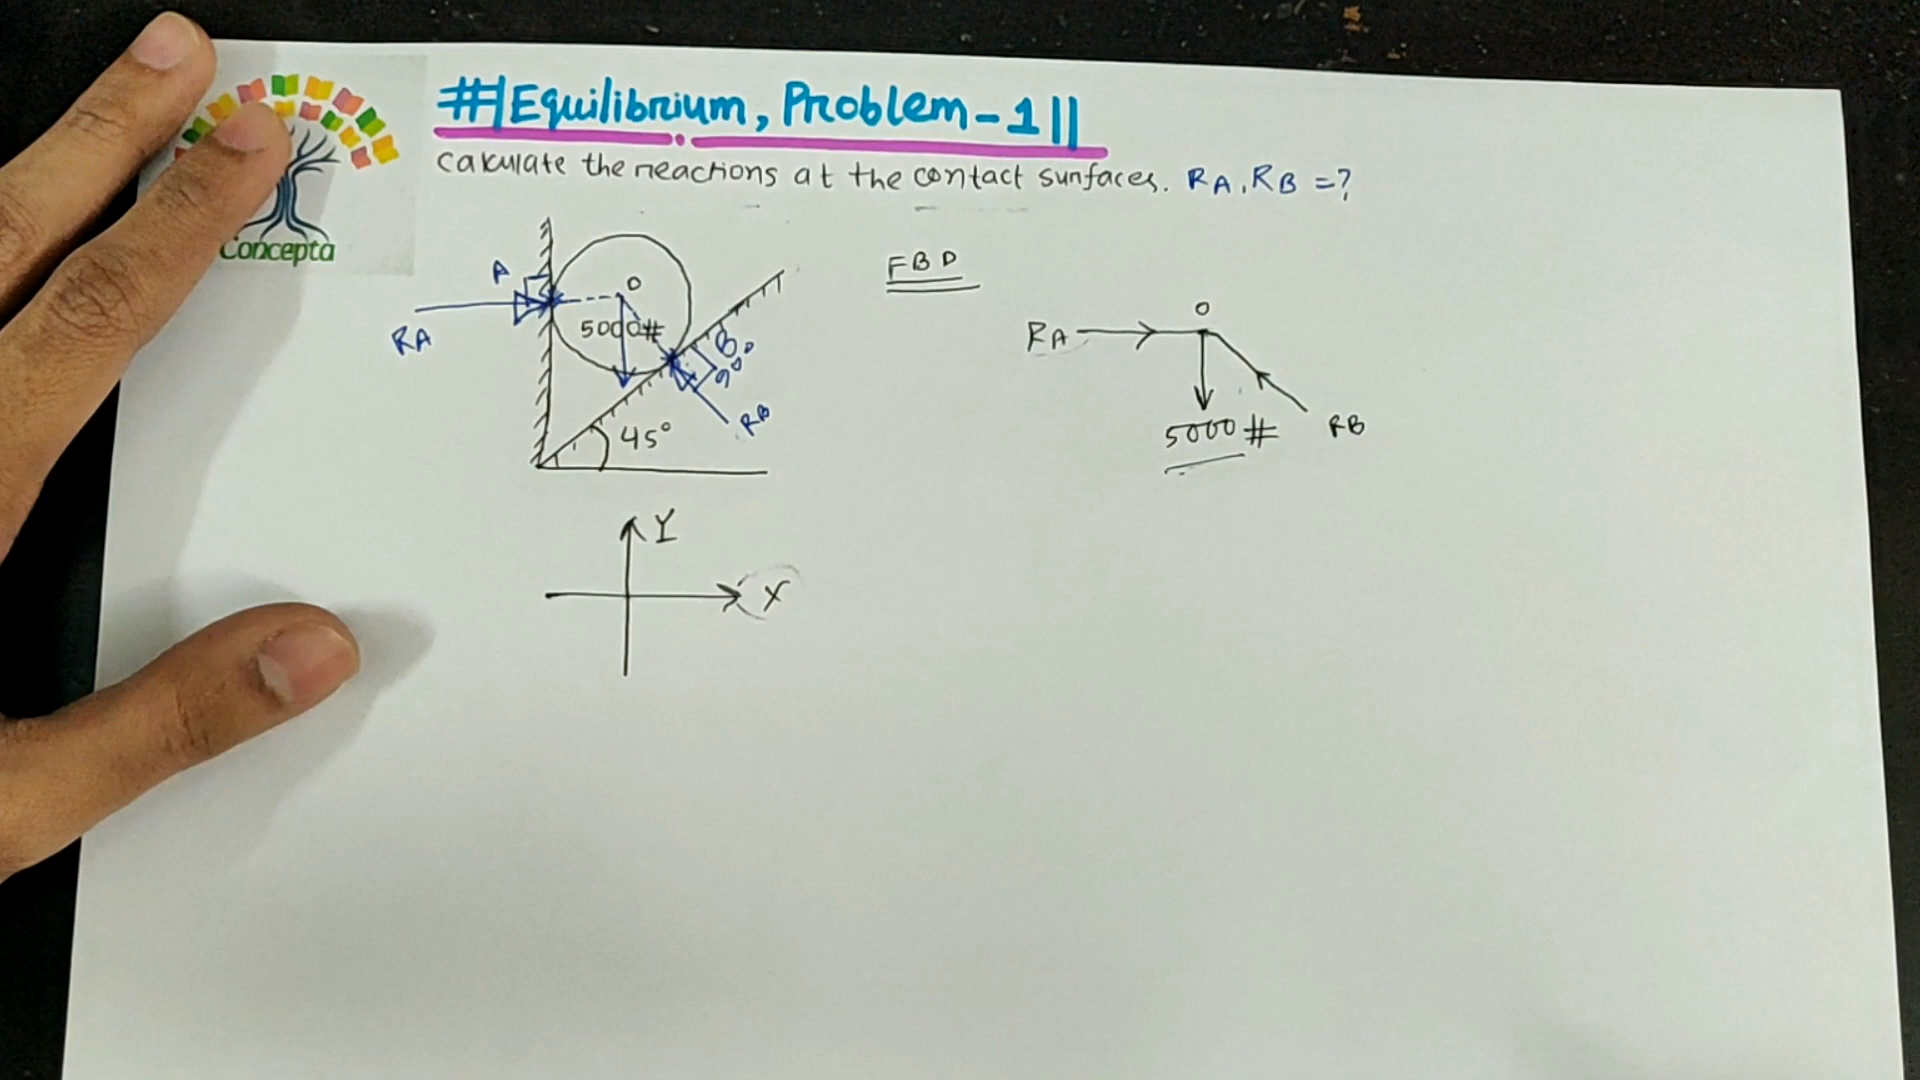 #|Equilibrium, Problem-1||
calculate the reactions at the contact surfaces. RA, RB =?
Concepta
A
RA
O
5000#
B
90°
RB
45°
Y
X
FBD
O
RA
5000#
RB